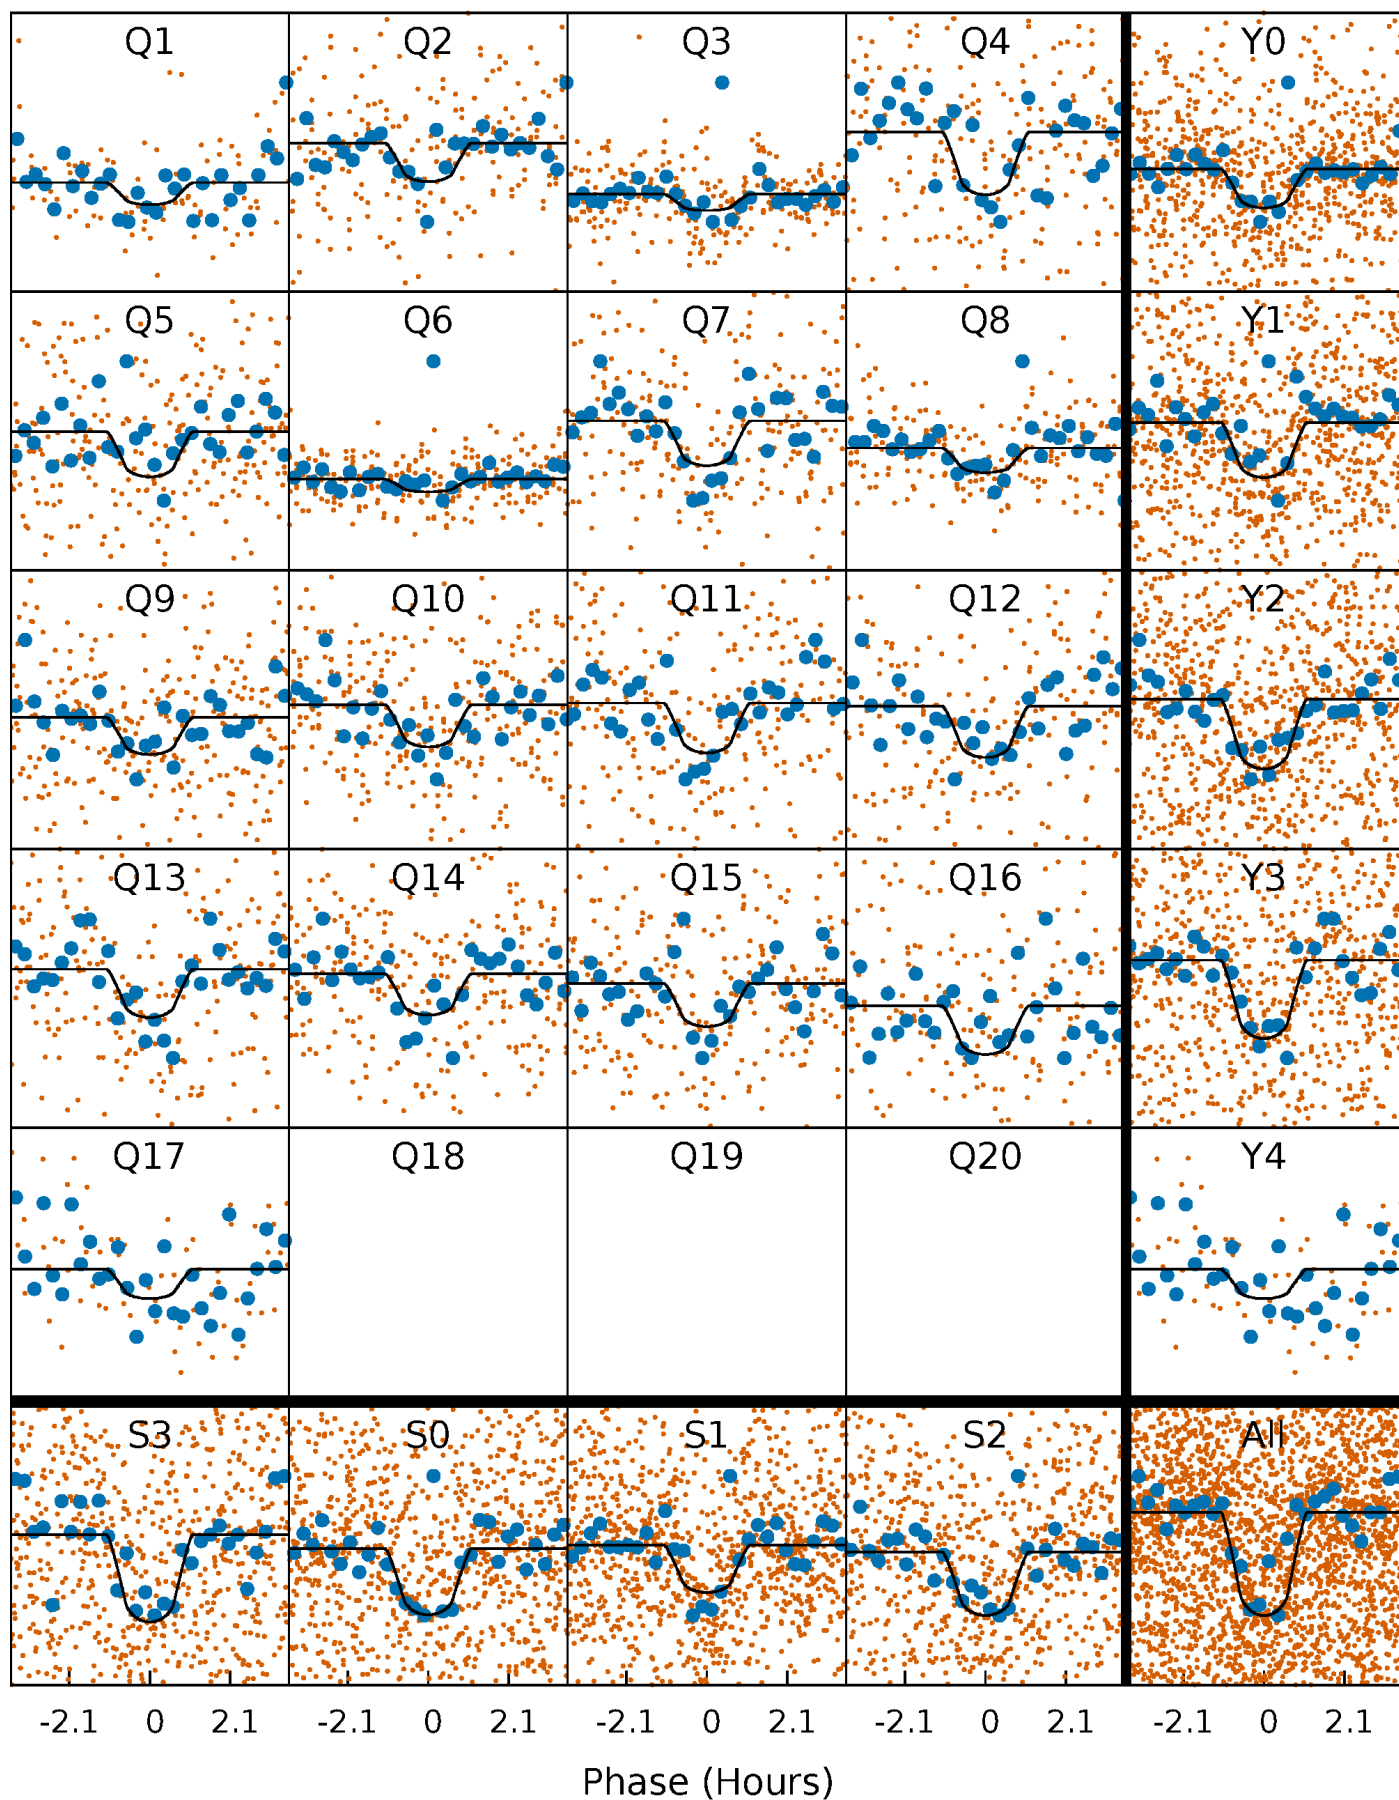 Q1 Q2 Q3 Q4 Y0
Q5 Q6 Q7 Q8 Y1
Q9 Q10 Q11 Q12 Y2
Q13 Q14 Q15 Q16 Y3
Q17 Q18 Q19 Q20 Y4
S3 S0 S1 S2 All
-2.1 0 2.1 -2.1 0 2.1 -2.1 0 2.1 -2.1 0 2.1 -2.1 0 2.1
Phase (Hours)